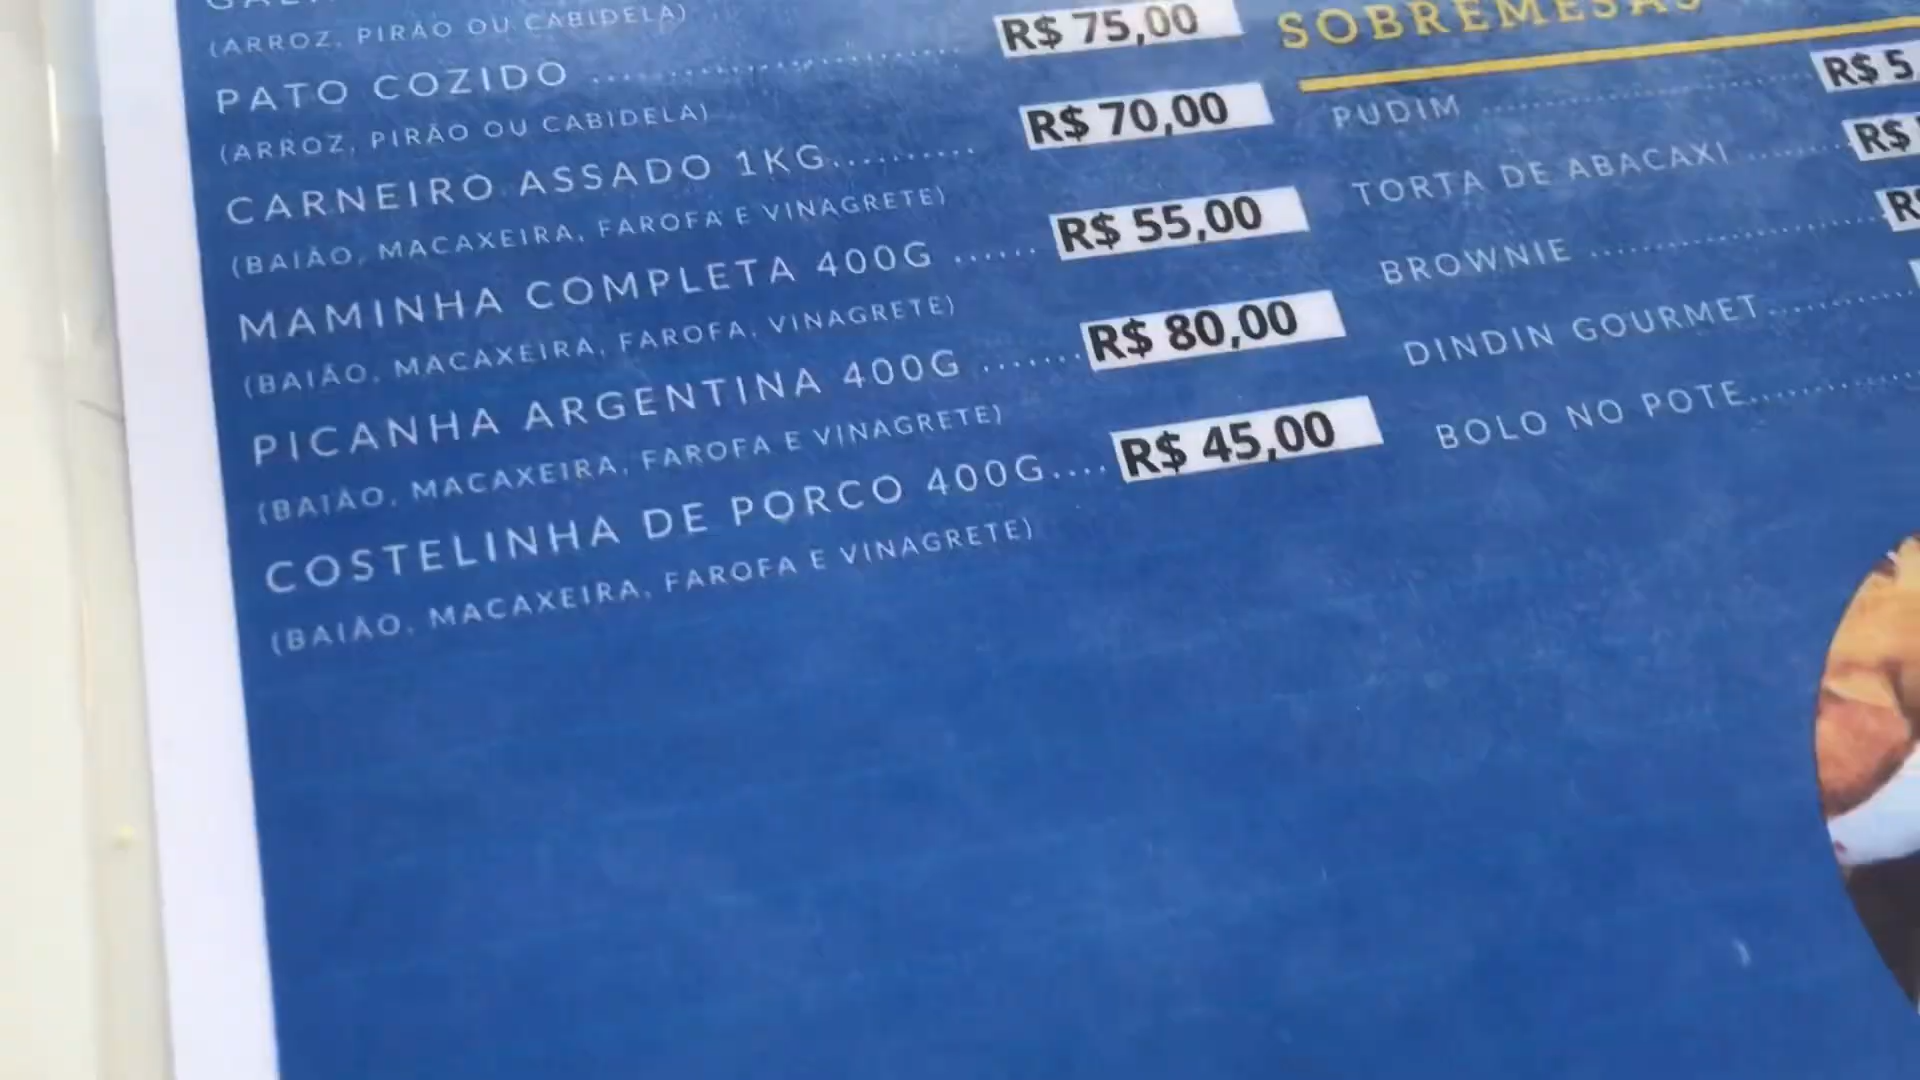 (ARROZ, PIRÃO OU CABIDELA)
PATO COZIDO .................... R$ 75,00
(ARROZ, PIRÃO OU CABIDELA)
CARNEIRO ASSADO 1KG.......... R$ 70,00
(BAIÃO, MACAXEIRA, FAROFA E VINAGRETE)
MAMINHA COMPLETA 400G ...... R$ 55,00
(BAIÃO, MACAXEIRA, FAROFA, VINAGRETE)
PICANHA ARGENTINA 400G ....... R$ 80,00
(BAIÃO, MACAXEIRA, FAROFA E VINAGRETE)
COSTELINHA DE PORCO 400G.... R$ 45,00
(BAIÃO, MACAXEIRA, FAROFA E VINAGRETE)
SOBREMESAS
PUDIM .................... R$ 5,
TORTA DE ABACAXI ........... R$
BROWNIE .................... R$
DINDIN GOURMET............
BOLO NO POTE............